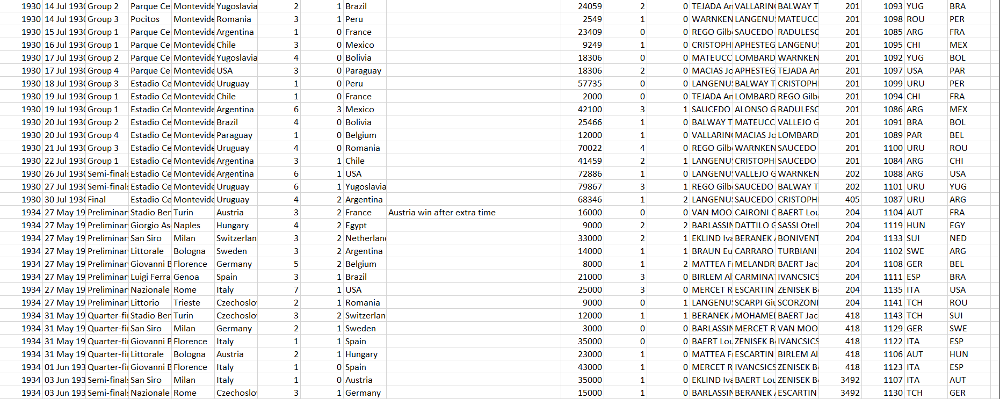 1930 14 Jul 1930 Group 2 Parque Ce Montevide Yugoslavia 2 1 Brazil 24059 2 0 TEJADA An VALLARIN BALWAY T 201 1093 YUG BRA
1930 14 Jul 1930 Group 3 Pocitos Montevide Romania 3 1 Peru 2549 1 0 WARNKEN LANGENU MATEUCC 201 1098 ROU PER
1930 15 Jul 1930 Group 1 Parque Ce Montevide Argentina 1 0 France 23409 0 0 REGO Gilb SAUCEDO RADULESC 201 1085 ARG FRA
1930 16 Jul 1930 Group 1 Parque Ce Montevide Chile 3 0 Mexico 9249 1 0 CRISTOPH APHESTEG LANGENU 201 1095 CHI MEX
1930 17 Jul 1930 Group 2 Parque Ce Montevide Yugoslavia 4 0 Bolivia 18306 0 0 MATEUCC LOMBARD WARNKEN 201 1092 YUG BOL
1930 17 Jul 1930 Group 4 Parque Ce Montevide USA 3 0 Paraguay 18306 2 0 MACIAS Jo APHESTEG TEJADA An 201 1097 USA PAR
1930 18 Jul 1930 Group 3 Estadio Ce Montevide Uruguay 1 0 Peru 57735 0 0 LANGENU BALWAY T CRISTOPH 201 1099 URU PER
1930 19 Jul 1930 Group 1 Estadio Ce Montevide Chile 1 0 France 2000 0 0 TEJADA An LOMBARD REGO Gilb 201 1094 CHI FRA
1930 19 Jul 1930 Group 1 Estadio Ce Montevide Argentina 6 3 Mexico 42100 3 1 SAUCEDO ALONSO G RADULESC 201 1086 ARG MEX
1930 20 Jul 1930 Group 2 Estadio Ce Montevide Brazil 4 0 Bolivia 25466 1 0 BALWAY T MATEUCC VALLEJO G 201 1091 BRA BOL
1930 20 Jul 1930 Group 4 Estadio Ce Montevide Paraguay 1 0 Belgium 12000 1 0 VALLARIN MACIAS Jo LOMBARD 201 1089 PAR BEL
1930 21 Jul 1930 Group 3 Estadio Ce Montevide Uruguay 4 0 Romania 70022 4 0 REGO Gilb WARNKEN SAUCEDO 201 1100 URU ROU
1930 22 Jul 1930 Group 1 Estadio Ce Montevide Argentina 3 1 Chile 41459 2 1 LANGENU CRISTOPH SAUCEDO 201 1084 ARG CHI
1930 26 Jul 1930 Semi-finals Estadio Ce Montevide Argentina 6 1 USA 72886 1 0 LANGENU VALLEJO G WARNKEN 202 1088 ARG USA
1930 27 Jul 1930 Semi-finals Estadio Ce Montevide Uruguay 6 1 Yugoslavia 79867 3 1 REGO Gilb SAUCEDO BALWAY T 202 1101 URU YUG
1930 30 Jul 1930 Final Estadio Ce Montevide Uruguay 4 2 Argentina 68346 1 2 LANGENU SAUCEDO CRISTOPH 405 1087 URU ARG
1934 27 May 19 Preliminary Stadio Ben Turin Austria 3 2 France Austria win after extra time 16000 0 0 VAN MOO CAIRONI C BAERT Lou 204 1104 AUT FRA
1934 27 May 19 Preliminary Giorgio As Naples Hungary 4 2 Egypt 9000 2 2 BARLASSIN DATTILO G SASSI Otel 204 1119 HUN EGY
1934 27 May 19 Preliminary San Siro Milan Switzerlan 3 2 Netherland 33000 2 1 EKLIND Iva BERANEK BONIVENT 204 1133 SUI NED
1934 27 May 19 Preliminary Littorale Bologna Sweden 3 2 Argentina 14000 1 1 BRAUN Eu CARRARO TURBIANI 204 1102 SWE ARG
1934 27 May 19 Preliminary Giovanni B Florence Germany 5 2 Belgium 8000 1 2 MATTEA F MELANDR BAERT Jac 204 1108 GER BEL
1934 27 May 19 Preliminary Luigi Ferra Genoa Spain 3 1 Brazil 21000 3 0 BIRLEM Al CARMINAT IVANCSICS 204 1111 ESP BRA
1934 27 May 19 Preliminary Nazionale Rome Italy 7 1 USA 25000 3 0 MERCET R ESCARTIN ZENISEK B 204 1135 ITA USA
1934 27 May 19 Preliminary Littorio Trieste Czechoslov 2 1 Romania 9000 0 1 LANGENU SCARPI Giu SCORZONI 204 1141 TCH ROU
1934 31 May 19 Quarter-fi Stadio Ben Turin Czechoslov 3 2 Switzerlan 12000 1 1 BERANEK MOHAMED BAERT Jac 418 1143 TCH SUI
1934 31 May 19 Quarter-fi San Siro Milan Germany 2 1 Sweden 3000 0 0 BARLASSIN MERCET R VAN MOO 418 1129 GER SWE
1934 31 May 19 Quarter-fi Giovanni B Florence Italy 1 1 Spain 35000 0 0 BAERT Lou ZENISEK B IVANCSICS 418 1122 ITA ESP
1934 31 May 19 Quarter-fi Littorale Bologna Austria 2 1 Hungary 23000 1 0 MATTEA F ESCARTIN BIRLEM Al 418 1106 AUT HUN
1934 01 Jun 193 Quarter-fi Giovanni B Florence Italy 1 0 Spain 43000 1 0 MERCET R IVANCSICS ZENISEK B 418 1123 ITA ESP
1934 03 Jun 193 Semi-finals San Siro Milan Italy 1 0 Austria 35000 1 0 EKLIND Iva BAERT Lou ZENISEK B 3492 1107 ITA AUT
1934 03 Jun 193 Semi-finals Nazionale Rome Czechoslov 3 1 Germany 15000 1 0 BARLASSIN BERANEK ESCARTIN 3492 1130 TCH GER